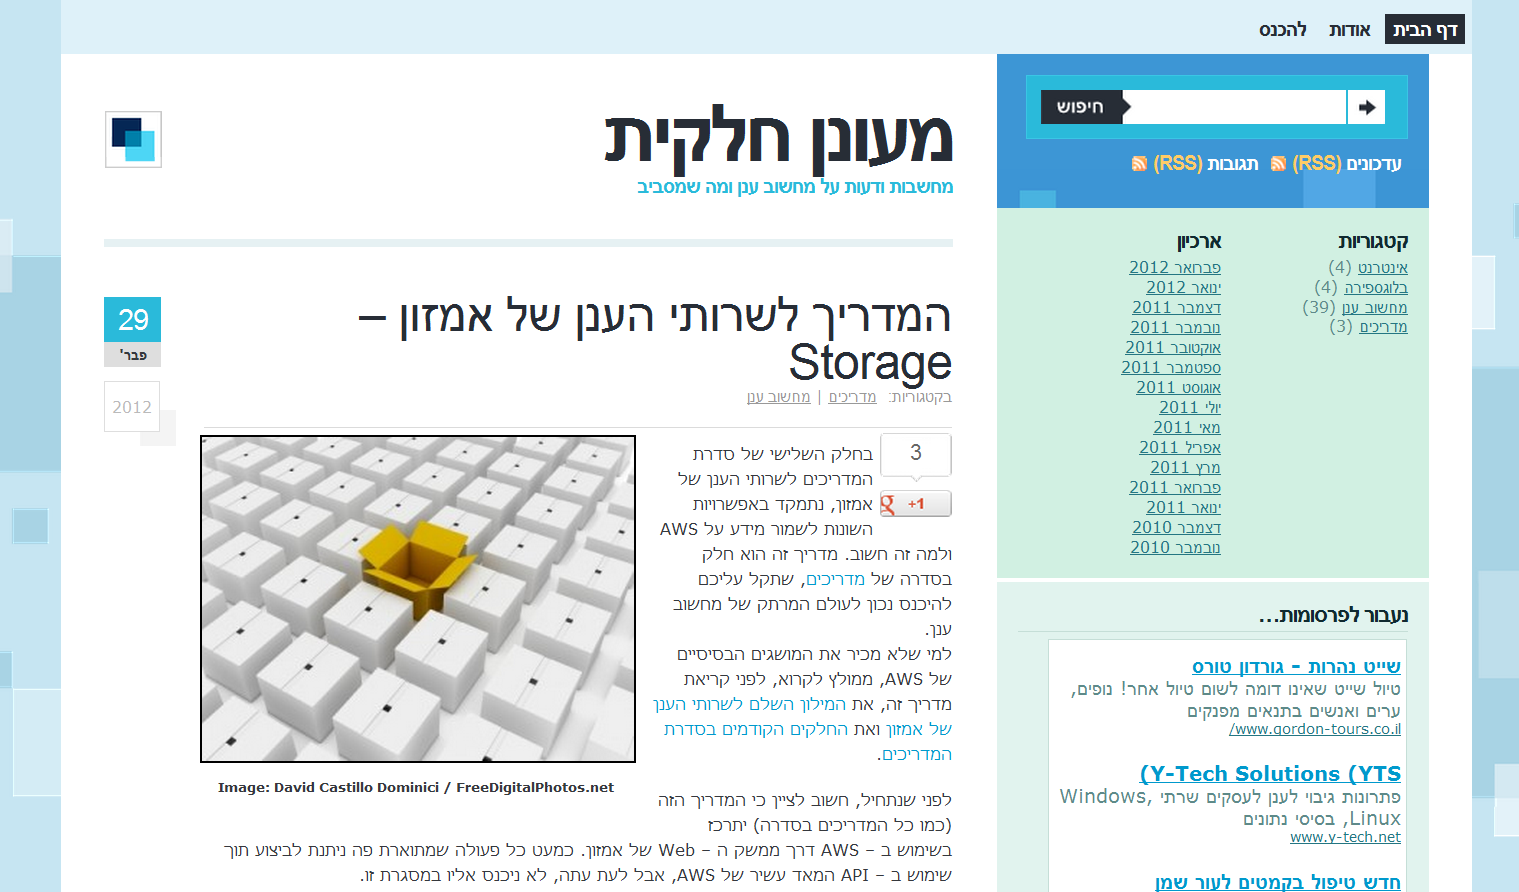 דף הבית
אודות
להכנס
חיפוש
עדכונים (RSS)
תגובות (RSS)
קטגוריות
אינטרנט (4)
בלוגספירה (4)
מחשוב ענן (39)
מדריכים (3)
ארכיון
פברואר 2012
ינואר 2012
דצמבר 2011
נובמבר 2011
אוקטובר 2011
ספטמבר 2011
אוגוסט 2011
יולי 2011
מאי 2011
אפריל 2011
מרץ 2011
פברואר 2011
ינואר 2011
דצמבר 2010
נובמבר 2010
נעבור לפרסומות...
שייט נהרות - גורדון טורס
טיול שייט שאינו דומה לשום טיול אחר! נופים,
ערים ואנשים בתנאים מפנקים
www.gordon-tours.co.il/
Y-Tech Solutions (YTS)
פתרונות גיבוי לענן לעסקים שרתי Windows,
Linux, בסיסי נתונים
www.y-tech.net
חדש טיפול בקמטים לעור שמן
מעונן חלקית
מחשבות ודעות על מחשוב ענן ומה שמסביב
29
פבר'
2012
המדריך לשרותי הענן של אמזון –
Storage
בקטגוריות: מדריכים | מחשוב ענן
3
+1
בחלק השלישי של סדרת
המדריכים לשרותי הענן של
אמזון, נתמקד באפשרויות
השונות לשמור מידע על AWS
ולמה זה חשוב. מדריך זה הוא חלק
בסדרה של מדריכים, שתקל עליכם
להיכנס נכון לעולם המרתק של מחשוב
ענן.
למי שלא מכיר את המושגים הבסיסיים
של AWS, ממולץ לקרוא, לפני קריאת
מדריך זה, את המילון השלם לשרותי הענן
של אמזון ואת החלקים הקודמים בסדרת
המדריכים.
Image: David Castillo Dominici / FreeDigitalPhotos.net
לפני שנתחיל, חשוב לציין כי המדריך הזה
(כמו כל המדריכים בסדרה) יתרכז
בשימוש ב – AWS דרך ממשק ה – Web של אמזון. כמעט כל פעולה שמתוארת פה ניתנת לביצוע תוך
שימוש ב – API המאד עשיר של AWS, אבל לעת עתה, לא ניכנס אליו במסגרת זו.